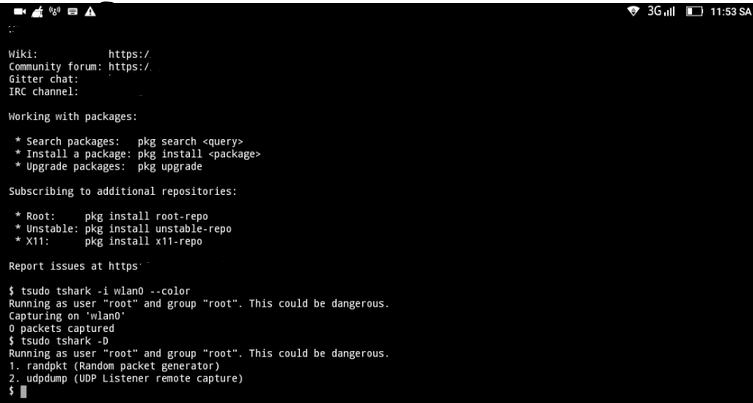 3G 11:53 SA
Wiki: https:/
Community forum: https:/
Gitter chat:
IRC channel:
Working with packages:
* Search packages: pkg search <query>
* Install a package: pkg install <package>
* Upgrade packages: pkg upgrade
Subscribing to additional repositories:
* Root: pkg install root-repo
* Unstable: pkg install unstable-repo
* X11: pkg install x11-repo
Report issues at https
$ tsudo tshark -i wlan0 --color
Running as user "root" and group "root". This could be dangerous.
Capturing on 'wlan0'
0 packets captured
$ tsudo tshark -D
Running as user "root" and group "root". This could be dangerous.
1. randpkt (Random packet generator)
2. udpdump (UDP Listener remote capture)
$